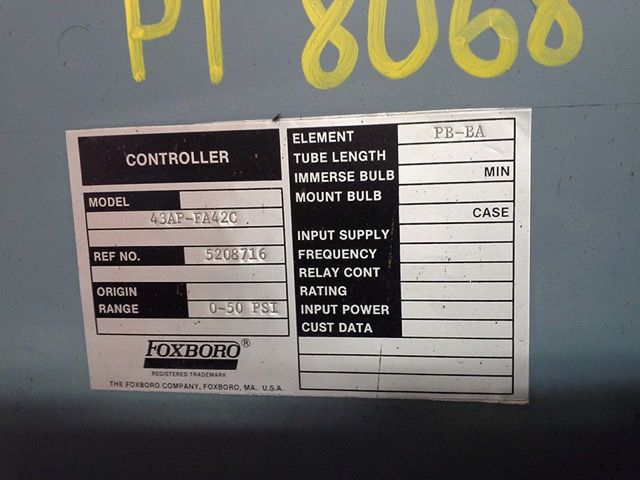 PT 8068
CONTROLLER
MODEL
43AP-FA42C
REF NO. 5208716
ORIGIN
RANGE 0-50 PSI
FOXBORO®
REGISTERED TRADEMARK
THE FOXBORO COMPANY, FOXBORO, MA. U.S.A.
ELEMENT PB-BA
TUBE LENGTH
IMMERSE BULB MIN
MOUNT BULB
CASE
INPUT SUPPLY
FREQUENCY
RELAY CONT
RATING
INPUT POWER
CUST DATA